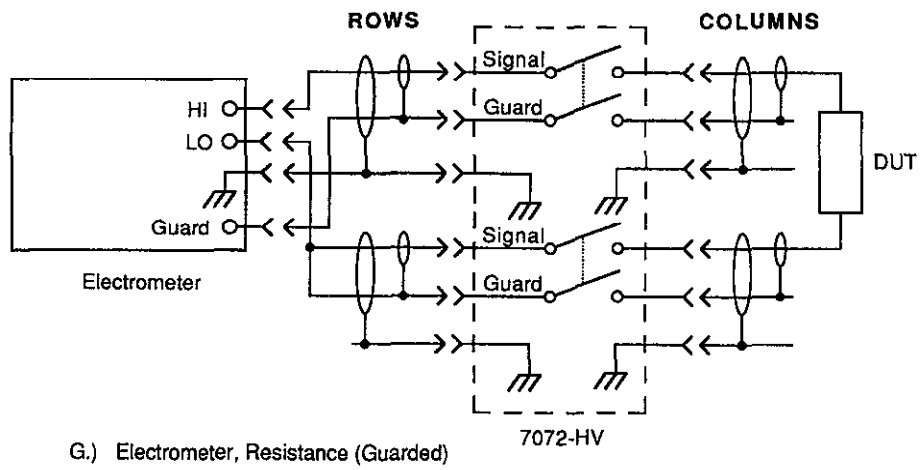 ROWS
COLUMNS
Signal
HI
Guard
LO
DUT
Guard
Signal
Electrometer
Guard
7072-HV
G.) Electrometer, Resistance (Guarded)